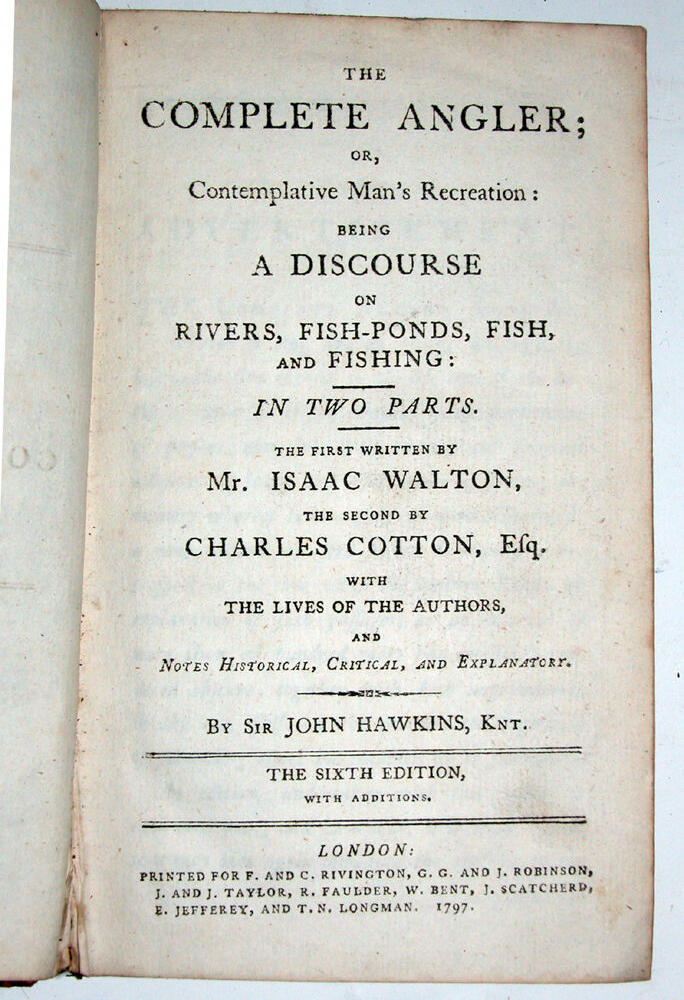 THE
COMPLETE ANGLER;
OR,
Contemplative Man's Recreation:
BEING
A DISCOURSE
ON
RIVERS, FISH-PONDS, FISH,
AND FISHING:
IN TWO PARTS.
THE FIRST WRITTEN BY
Mr. ISAAC WALTON,
THE SECOND BY
CHARLES COTTON, Eſq.
WITH
THE LIVES OF THE AUTHORS,
AND
NOTES HISTORICAL, CRITICAL, AND EXPLANATORY.
BY SIR JOHN HAWKINS, KNT.
THE SIXTH EDITION,
WITH ADDITIONS.
LONDON:
PRINTED FOR F. AND C. RIVINGTON, G. G. AND J. ROBINSON,
J. AND J. TAYLOR, R. FAULDER, W. BENT, J. SCATCHERD,
E. JEFFEREY, AND T. N. LONGMAN. 1797.